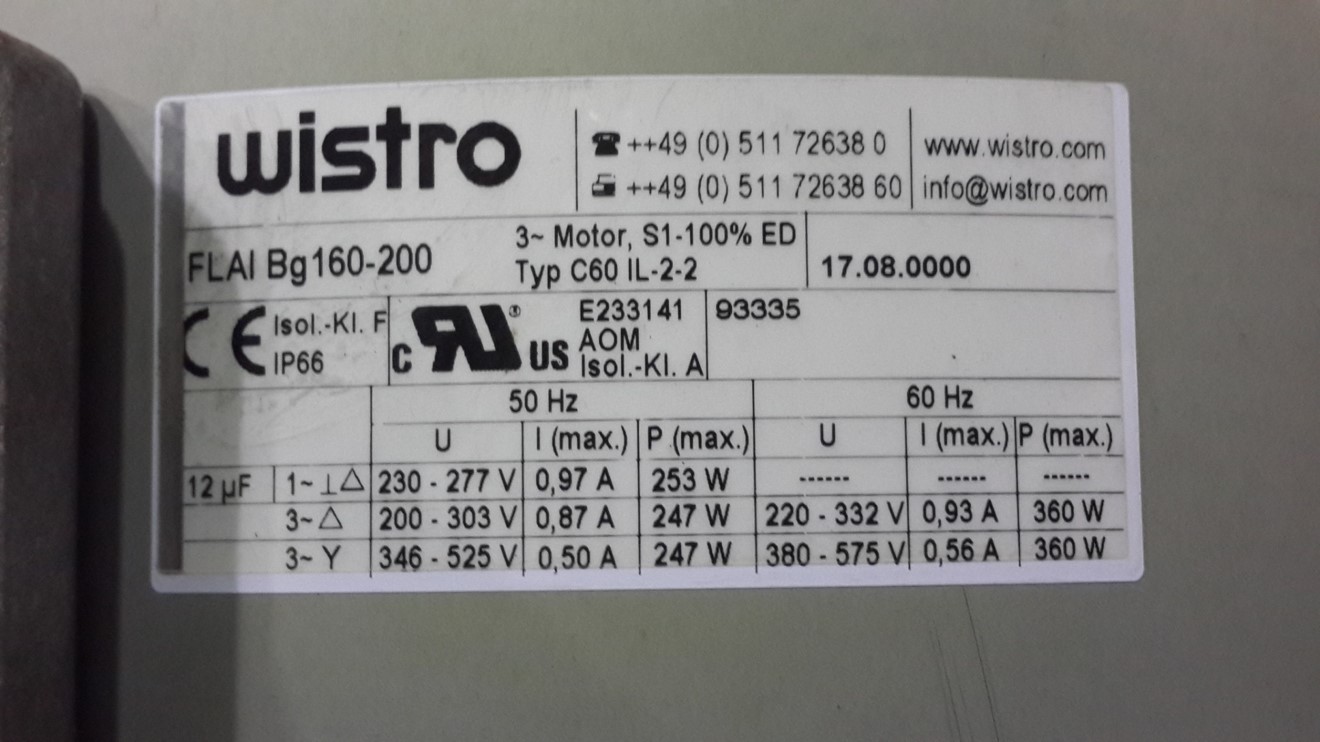 wistro
☎ ++49 (0) 511 72638 0
++49 (0) 511 72638 60
www.wistro.com
info@wistro.com
FLAI Bg160-200
3~ Motor, S1-100% ED
Typ C60 IL-2-2
17.08.0000
CE Isol.-Kl. F
IP66
C RU ® US
E233141
AOM
Isol.-Kl. A
93335
50 Hz 60 Hz
U I (max.) P (max.) U I (max.) P (max.)
12 µF 1~ ⊥△ 230 - 277 V 0,97 A 253 W ------ ------ ------
3~ △ 200 - 303 V 0,87 A 247 W 220 - 332 V 0,93 A 360 W
3~ Y 346 - 525 V 0,50 A 247 W 380 - 575 V 0,56 A 360 W